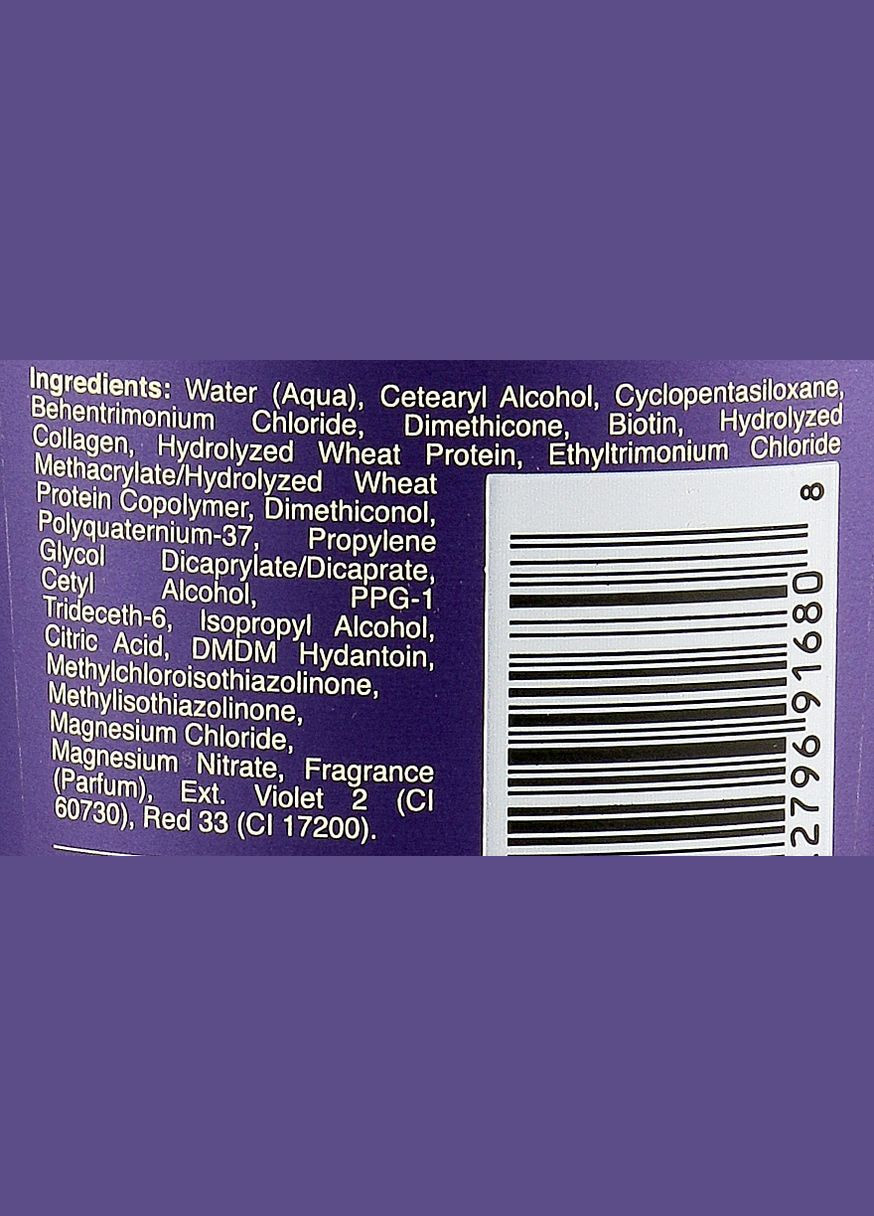 Ingredients: Water (Aqua), Cetearyl Alcohol, Cyclopentasiloxane,
Behentrimonium Chloride, Dimethicone, Biotin, Hydrolyzed
Collagen, Hydrolyzed Wheat Protein, Ethyltrimonium Chloride
Methacrylate/Hydrolyzed Wheat
Protein Copolymer, Dimethiconol,
Polyquaternium-37, Propylene
Glycol Dicaprylate/Dicaprate,
Cetyl Alcohol, PPG-1
Trideceth-6, Isopropyl Alcohol,
Citric Acid, DMDM Hydantoin,
Methylchloroisothiazolinone,
Methylisothiazolinone,
Magnesium Chloride,
Magnesium Nitrate, Fragrance
(Parfum), Ext. Violet 2 (CI
60730), Red 33 (CI 17200).
2796 91680 8